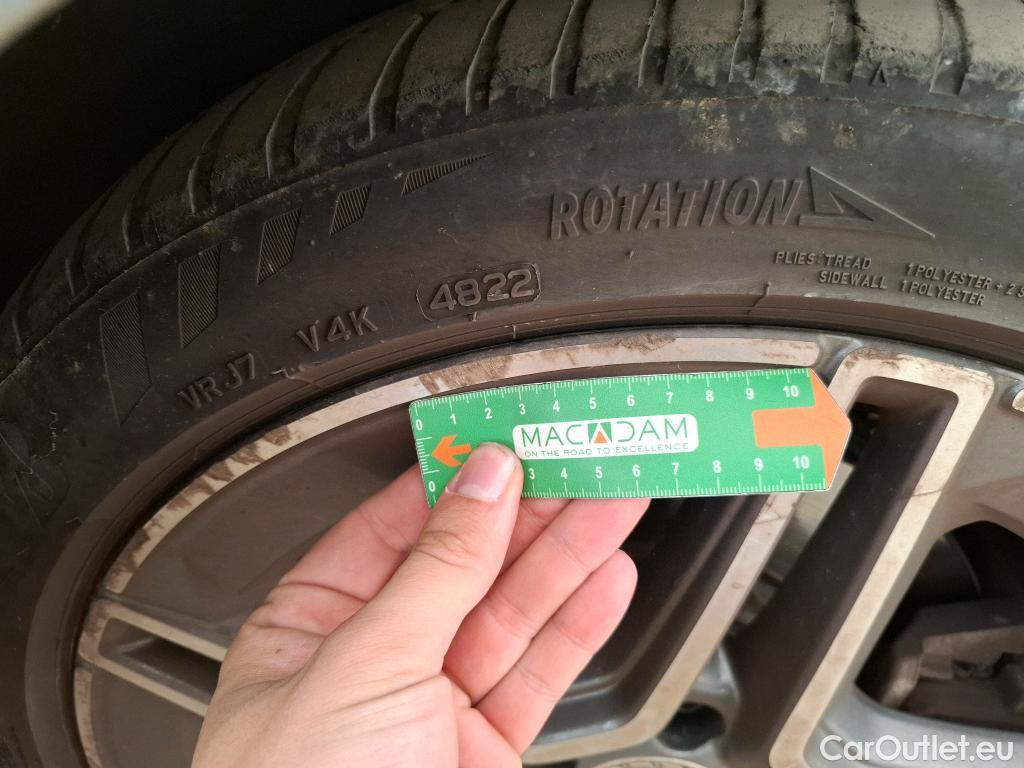 ROTATION
PLIES: TREAD 1 POLYESTER + 2 S
SIDEWALL 1 POLYESTER
4822
VRJ7 V4K
0 1 2 3 4 5 6 7 8 9 10
MACADAM
ON THE ROAD TO EXCELLENCE
0 3 4 5 6 7 8 9 10
CarOutlet.eu